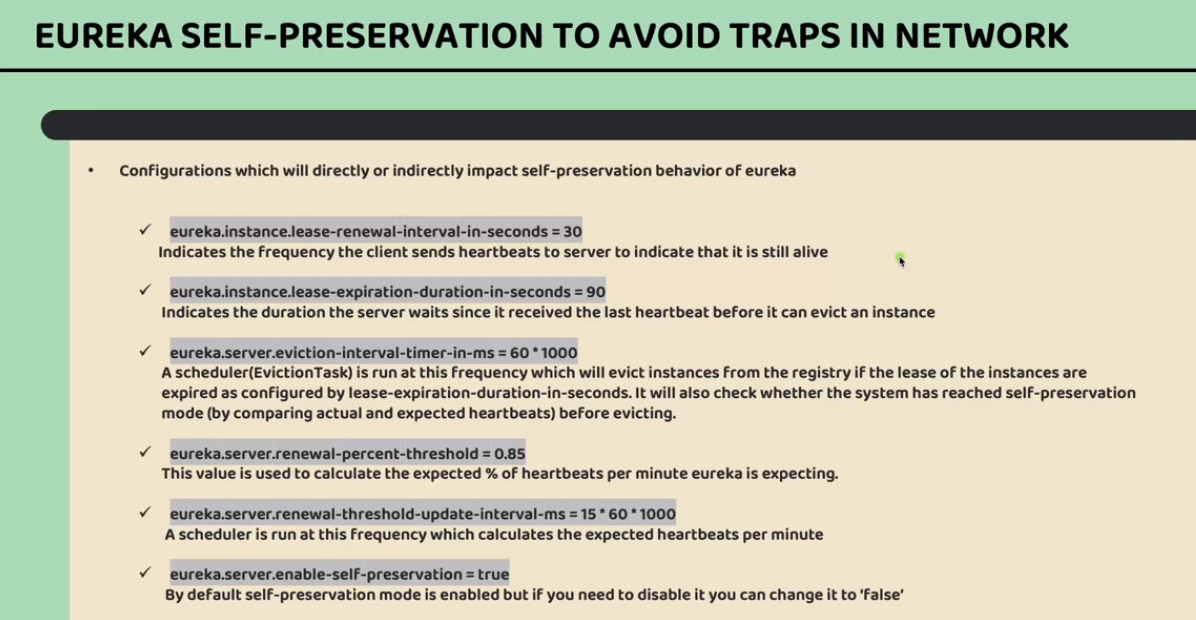 EUREKA SELF-PRESERVATION TO AVOID TRAPS IN NETWORK
• Configurations which will directly or indirectly impact self-preservation behavior of eureka
✓ eureka.instance.lease-renewal-interval-in-seconds = 30
Indicates the frequency the client sends heartbeats to server to indicate that it is still alive
✓ eureka.instance.lease-expiration-duration-in-seconds = 90
Indicates the duration the server waits since it received the last heartbeat before it can evict an instance
✓ eureka.server.eviction-interval-timer-in-ms = 60 * 1000
A scheduler(EvictionTask) is run at this frequency which will evict instances from the registry if the lease of the instances are
expired as configured by lease-expiration-duration-in-seconds. It will also check whether the system has reached self-preservation
mode (by comparing actual and expected heartbeats) before evicting.
✓ eureka.server.renewal-percent-threshold = 0.85
This value is used to calculate the expected % of heartbeats per minute eureka is expecting.
✓ eureka.server.renewal-threshold-update-interval-ms = 15 * 60 * 1000
A scheduler is run at this frequency which calculates the expected heartbeats per minute
✓ eureka.server.enable-self-preservation = true
By default self-preservation mode is enabled but if you need to disable it you can change it to ‘false’